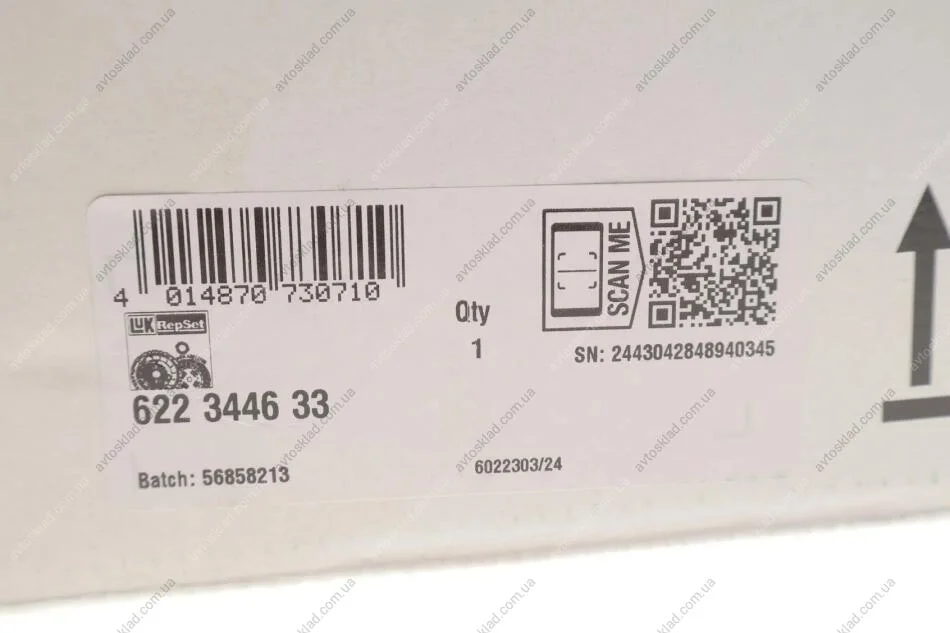 4 014870 730710
LUK RepSet
622 3446 33
Batch: 56858213
Qty
1
SCAN ME
SN: 2443042848940345
6022303/24
avtosklad.com.ua